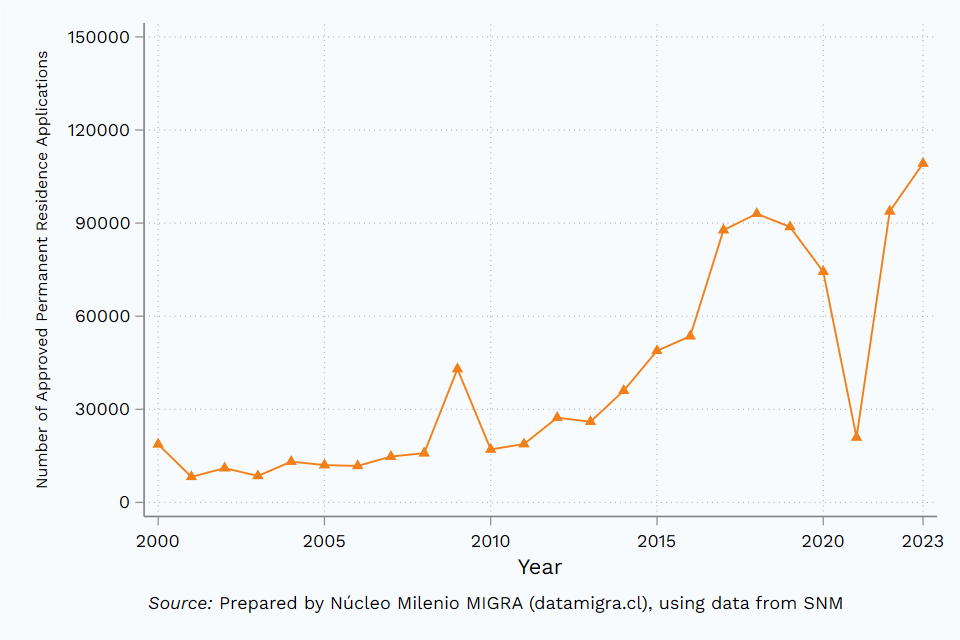 Number of Approved Permanent Residence Applications
150000
120000
90000
60000
30000
0
2000 2005 2010 2015 2020 2023
Year
Source: Prepared by Núcleo Milenio MIGRA (datamigra.cl), using data from SNM